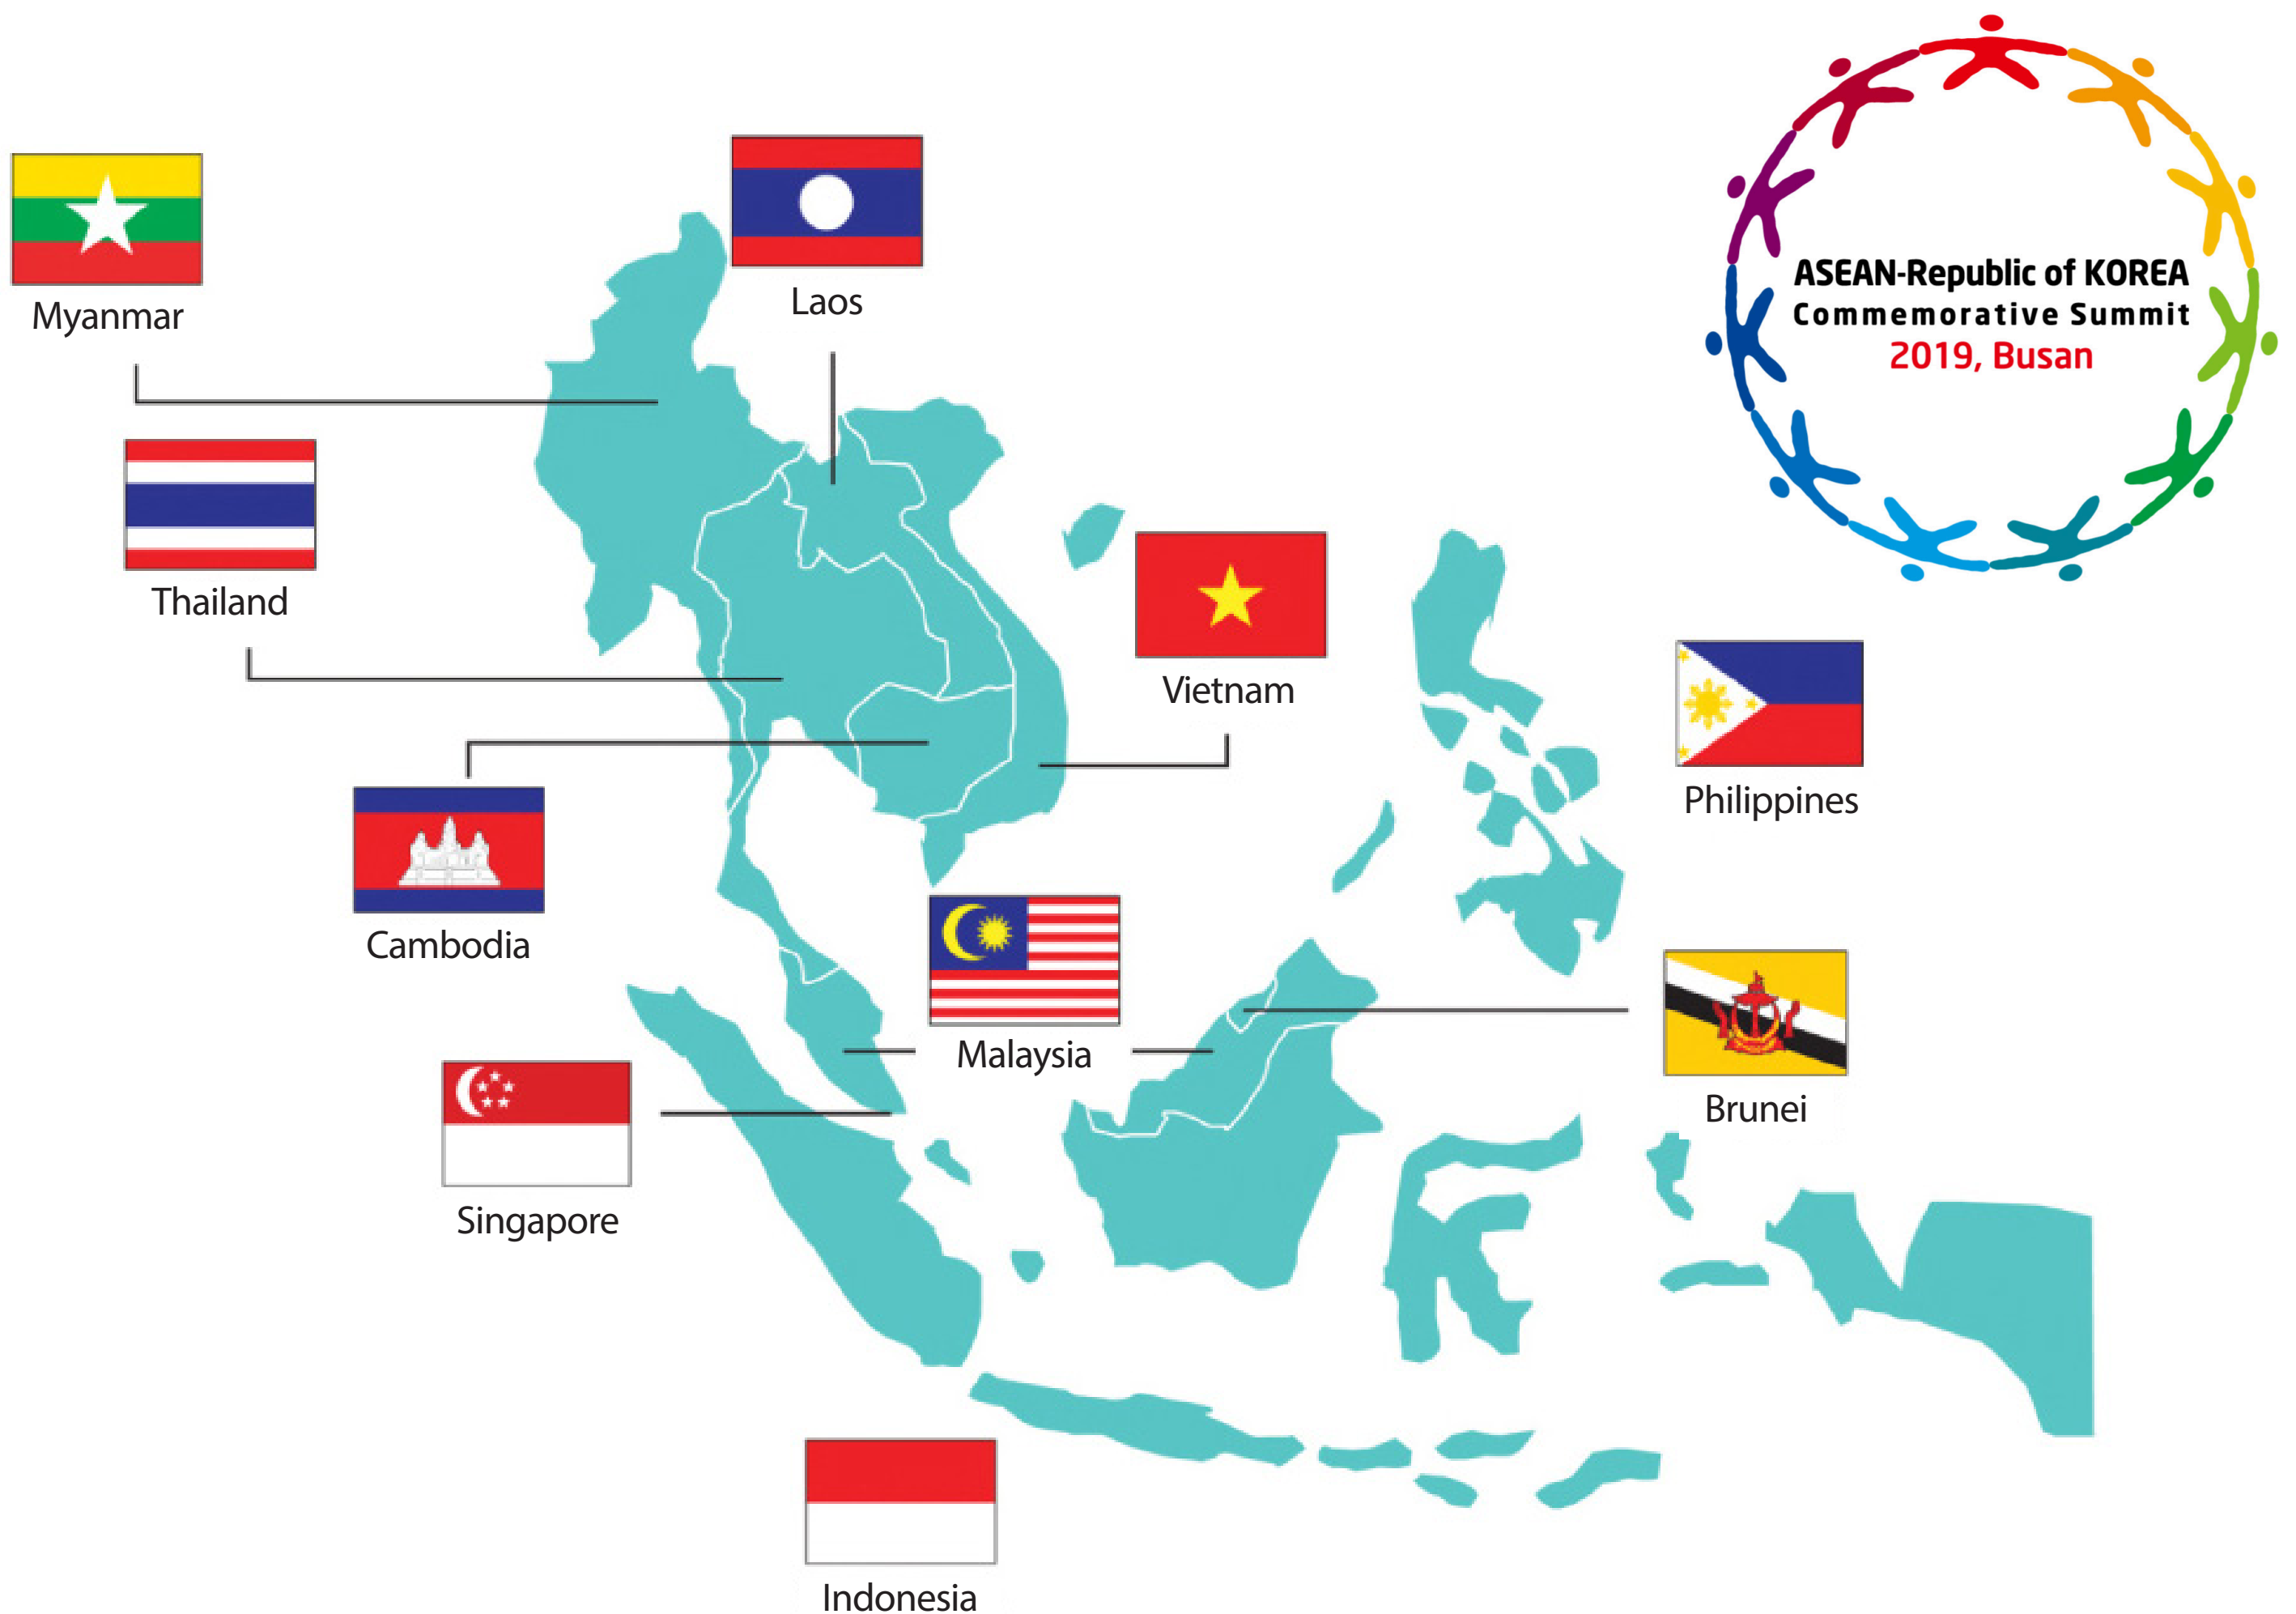 ASEAN-Republic of KOREA
Commemorative Summit
2019, Busan
Myanmar
Laos
Thailand
Vietnam
Philippines
Cambodia
Malaysia
Brunei
Singapore
Indonesia